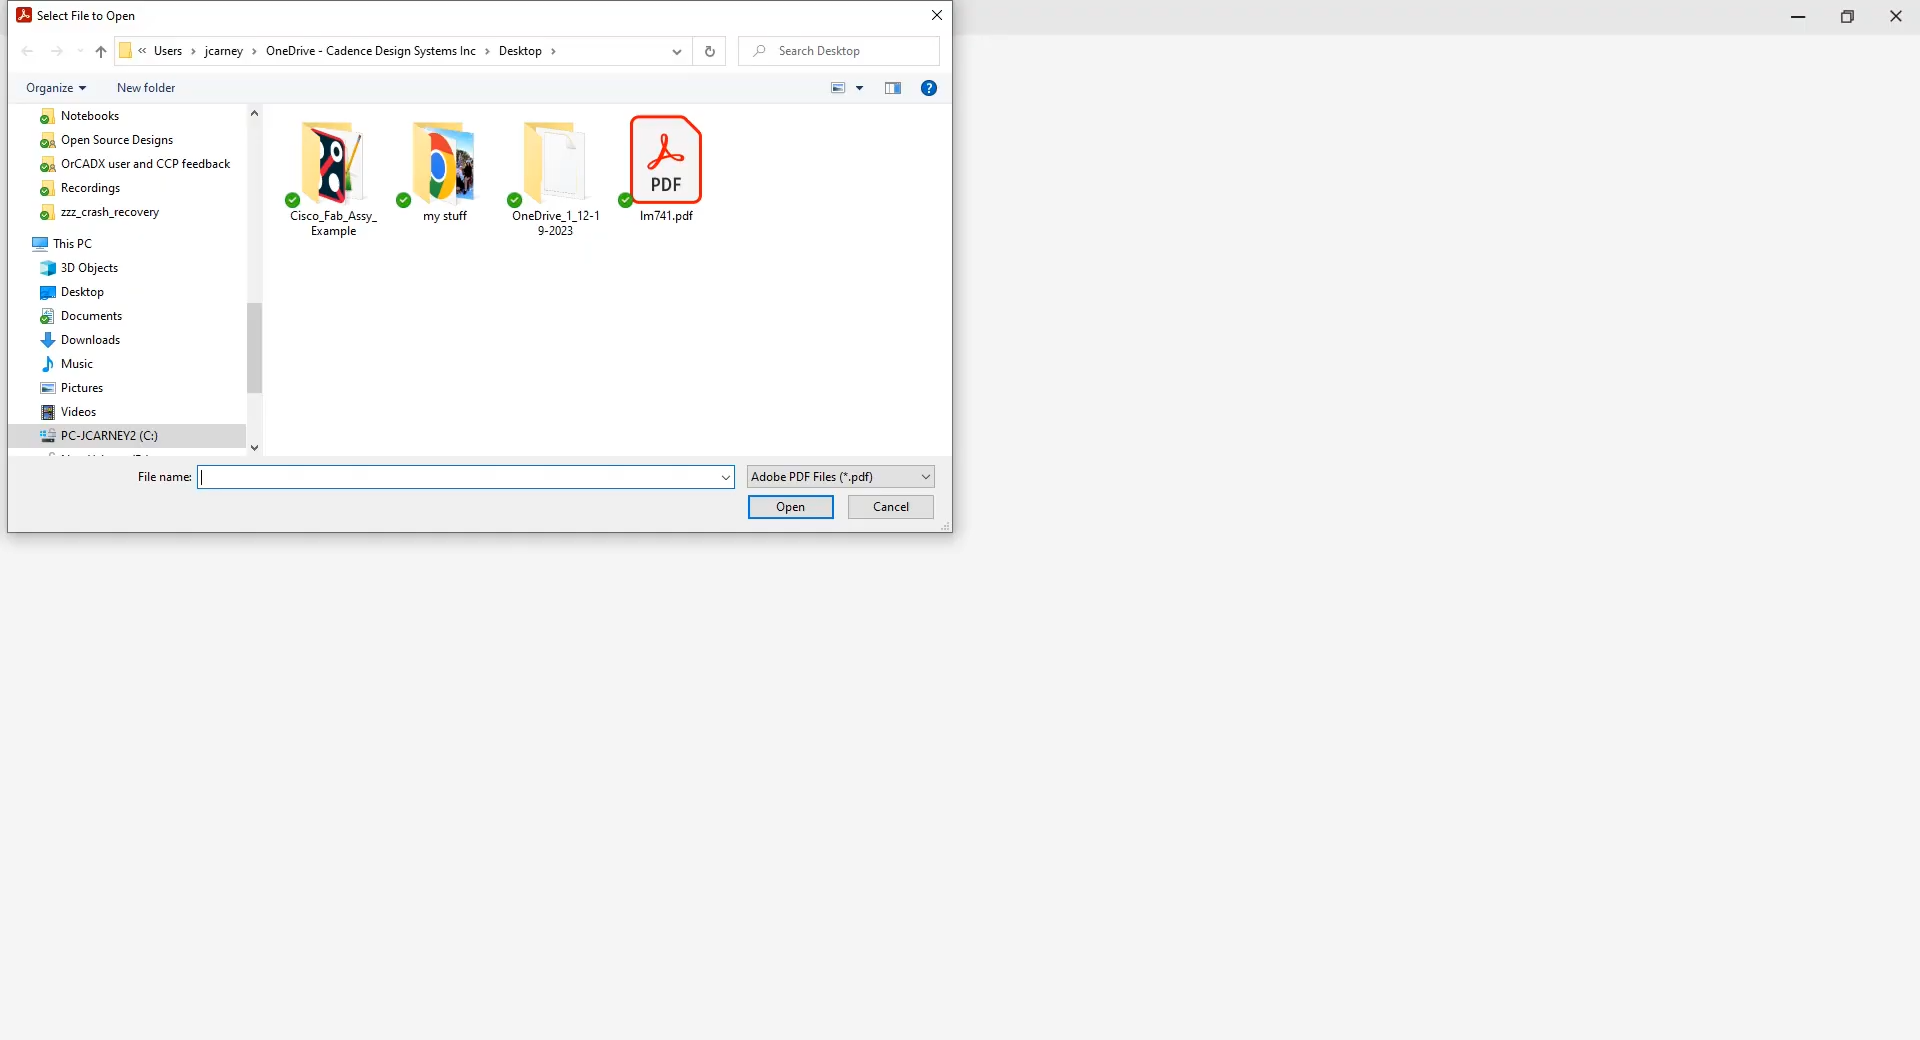 Select File to Open
« Users › jcarney › OneDrive - Cadence Design Systems Inc › Desktop ›
Search Desktop
Organize
New folder
?
Notebooks
Open Source Designs
OrCADX user and CCP feedback
Recordings
zzz_crash_recovery
This PC
3D Objects
Desktop
Documents
Downloads
Music
Pictures
Videos
PC-JCARNEY2 (C:)
PDF
Cisco_Fab_Assy_
Example
my stuff
OneDrive_1_12-1
9-2023
lm741.pdf
File name:
Adobe PDF Files (*.pdf)
Open
Cancel